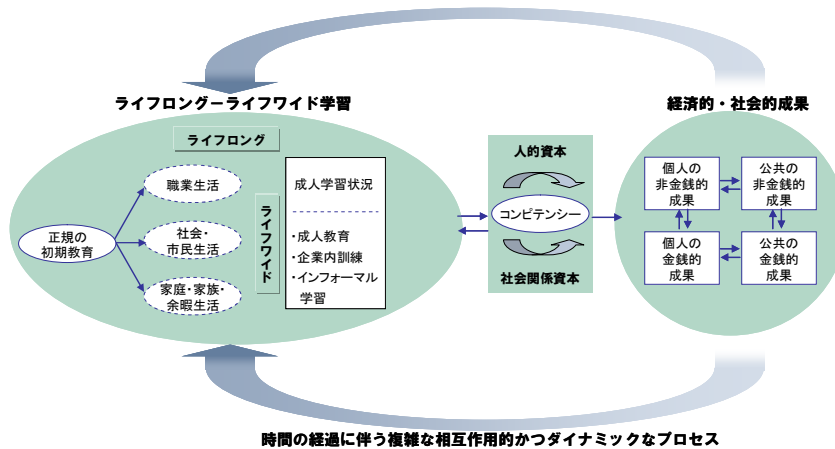 ライフロングーライフワイド学習
経済的・社会的成果
ライフロング
職業生活
社会・
市民生活
家庭・家族・
余暇生活
正規の
初期教育
ライフワイド
成人学習状況
・成人教育
・企業内訓練
・インフォーマル
学習
人的資本
コンピテンシー
社会関係資本
個人の
非金銭的
成果
公共の
非金銭的
成果
個人の
金銭的
成果
公共の
金銭的
成果
時間の経過に伴う複雑な相互作用的かつダイナミックなプロセス